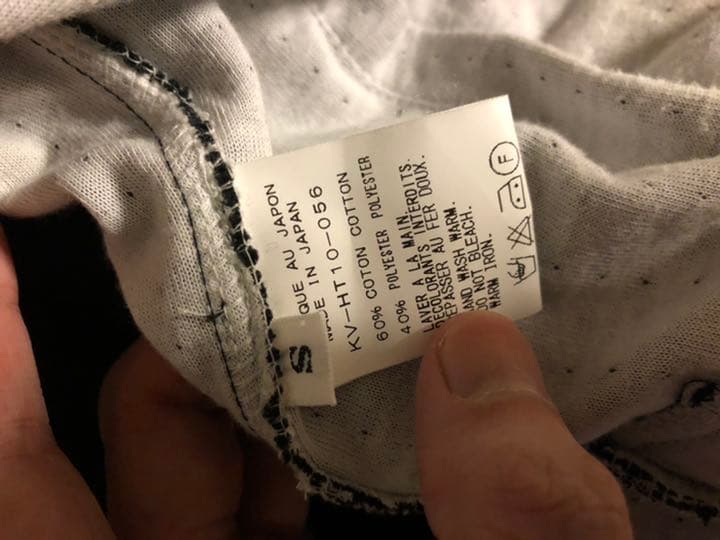 S
QUE AU JAPON
MADE IN JAPAN
KV-HT10-056
60% COTON COTTON
40% POLYESTER POLYESTER
LAVER A LA MAIN.
DECOLORANTS INTERDITS.
REPASSER AU FER DOUX.
HAND WASH WARM.
DO NOT BLEACH.
WARM IRON.
F